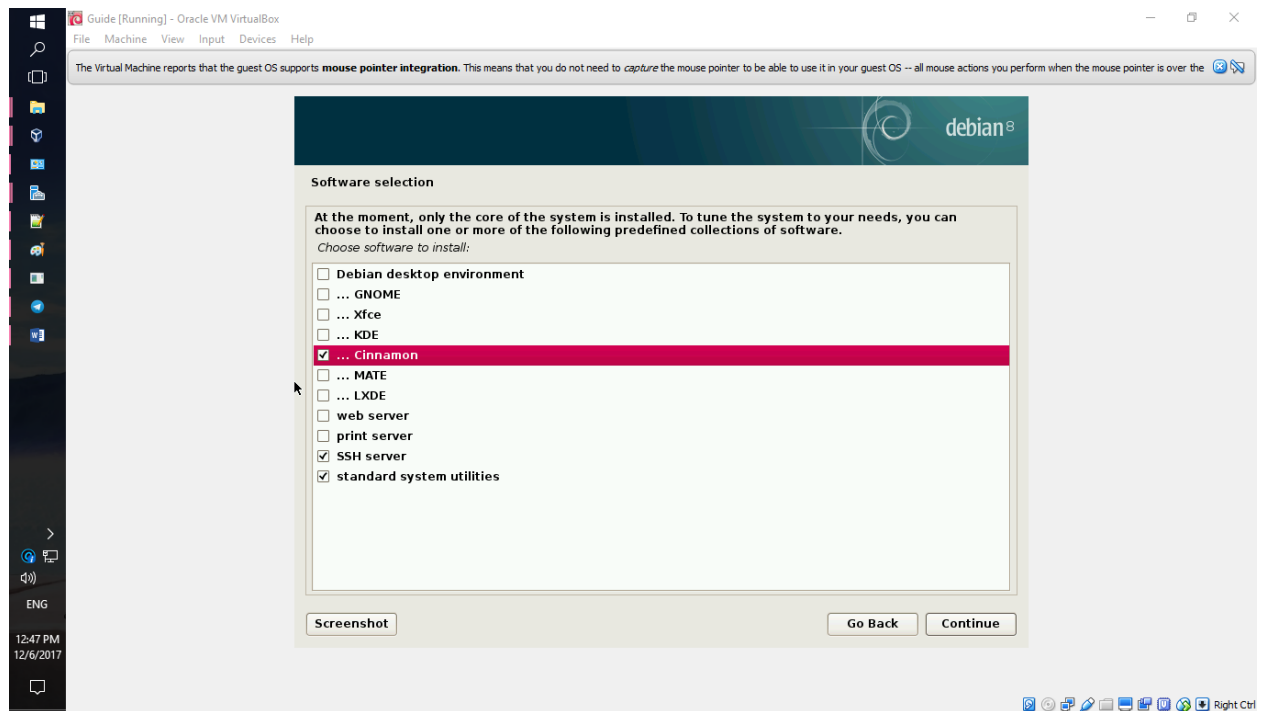 Guide [Running] - Oracle VM VirtualBox
File Machine View Input Devices Help
The Virtual Machine reports that the guest OS supports mouse pointer integration. This means that you do not need to capture the mouse pointer to be able to use it in your guest OS -- all mouse actions you perform when the mouse pointer is over the
debian 8
Software selection
At the moment, only the core of the system is installed. To tune the system to your needs, you can
choose to install one or more of the following predefined collections of software.
Choose software to install:
Debian desktop environment
... GNOME
... Xfce
... KDE
... Cinnamon
... MATE
... LXDE
web server
print server
SSH server
standard system utilities
Screenshot
Go Back
Continue
ENG
12:47 PM
12/6/2017
Right Ctrl